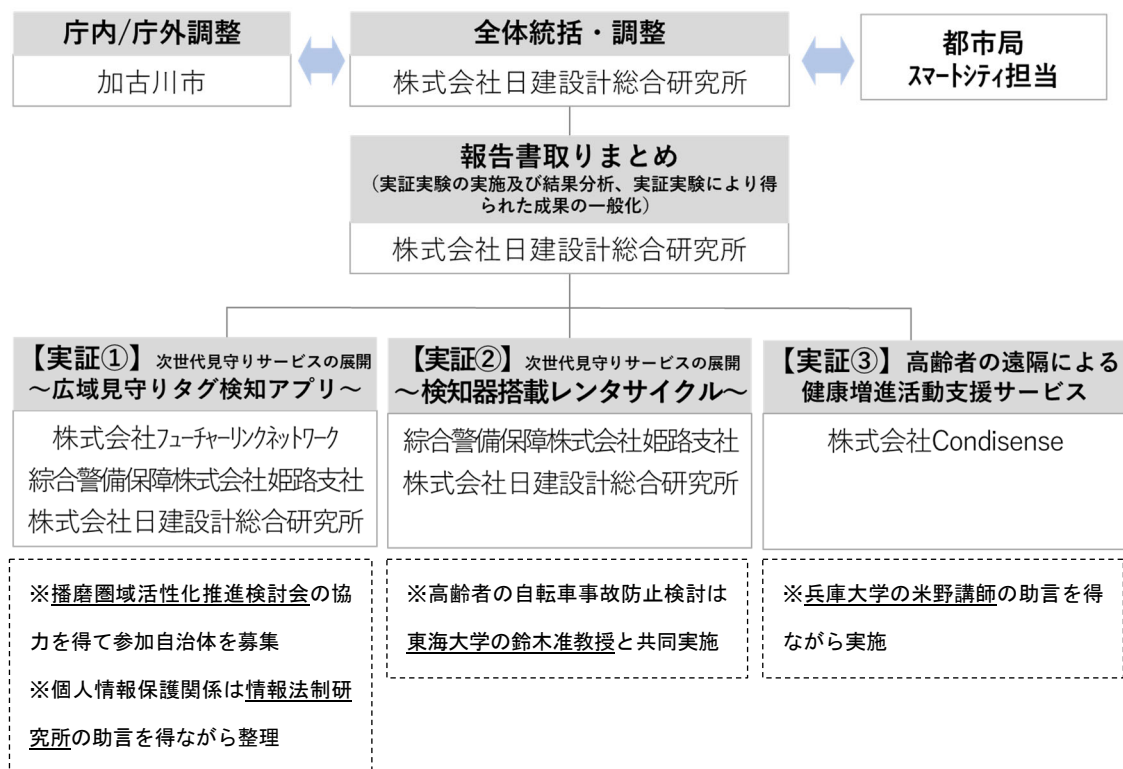 庁内/庁外調整
加古川市
全体統括・調整
株式会社日建設計総合研究所
都市局
スマートシティ担当
報告書取りまとめ
（実証実験の実施及び結果分析、実証実験により得
られた成果の一般化）
株式会社日建設計総合研究所
【実証①】 次世代見守りサービスの展開
～広域見守りタグ検知アプリ～
株式会社フューチャーリンクネットワーク
綜合警備保障株式会社姫路支社
株式会社日建設計総合研究所
※播磨圏域活性化推進検討会の協
力を得て参加自治体を募集
※個人情報保護関係は情報法制研
究所の助言を得ながら整理
【実証②】 次世代見守りサービスの展開
～検知器搭載レンタサイクル～
綜合警備保障株式会社姫路支社
株式会社日建設計総合研究所
※高齢者の自転車事故防止検討は
東海大学の鈴木准教授と共同実施
【実証③】 高齢者の遠隔による
健康増進活動支援サービス
株式会社Condisense
※兵庫大学の米野講師の助言を得
ながら実施